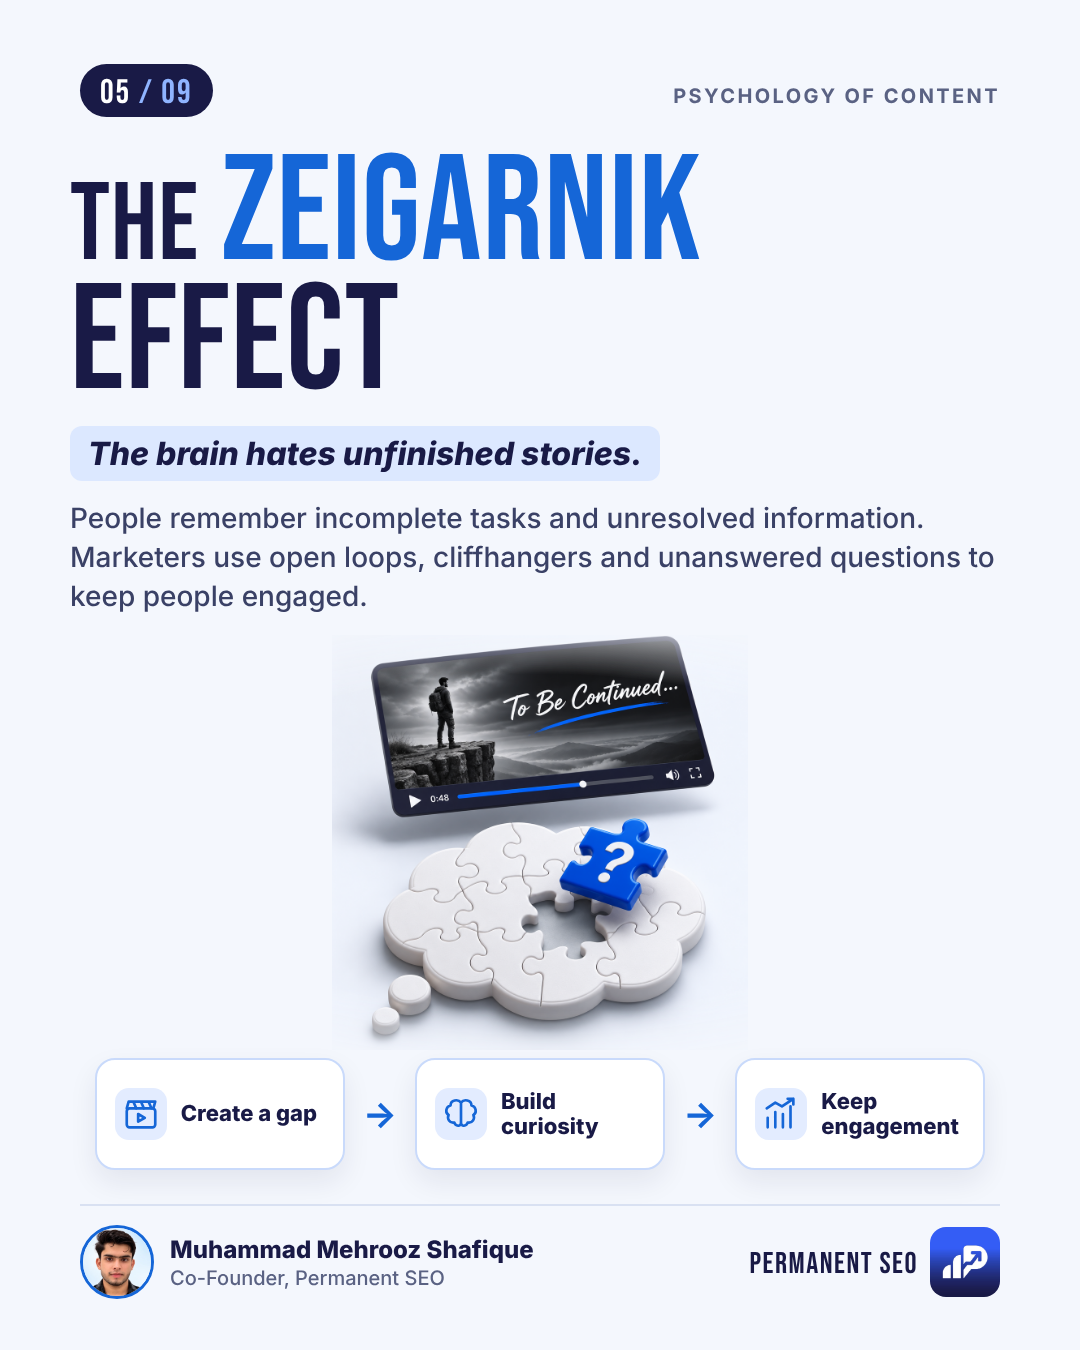 05 / 09
PSYCHOLOGY OF CONTENT
THE ZEIGARNIK
EFFECT
The brain hates unfinished stories.
People remember incomplete tasks and unresolved information.
Marketers use open loops, cliffhangers and unanswered questions to
keep people engaged.
To Be Continued...
0:48
?
Create a gap
Build
curiosity
Keep
engagement
Muhammad Mehrooz Shafique
Co-Founder, Permanent SEO
PERMANENT SEO